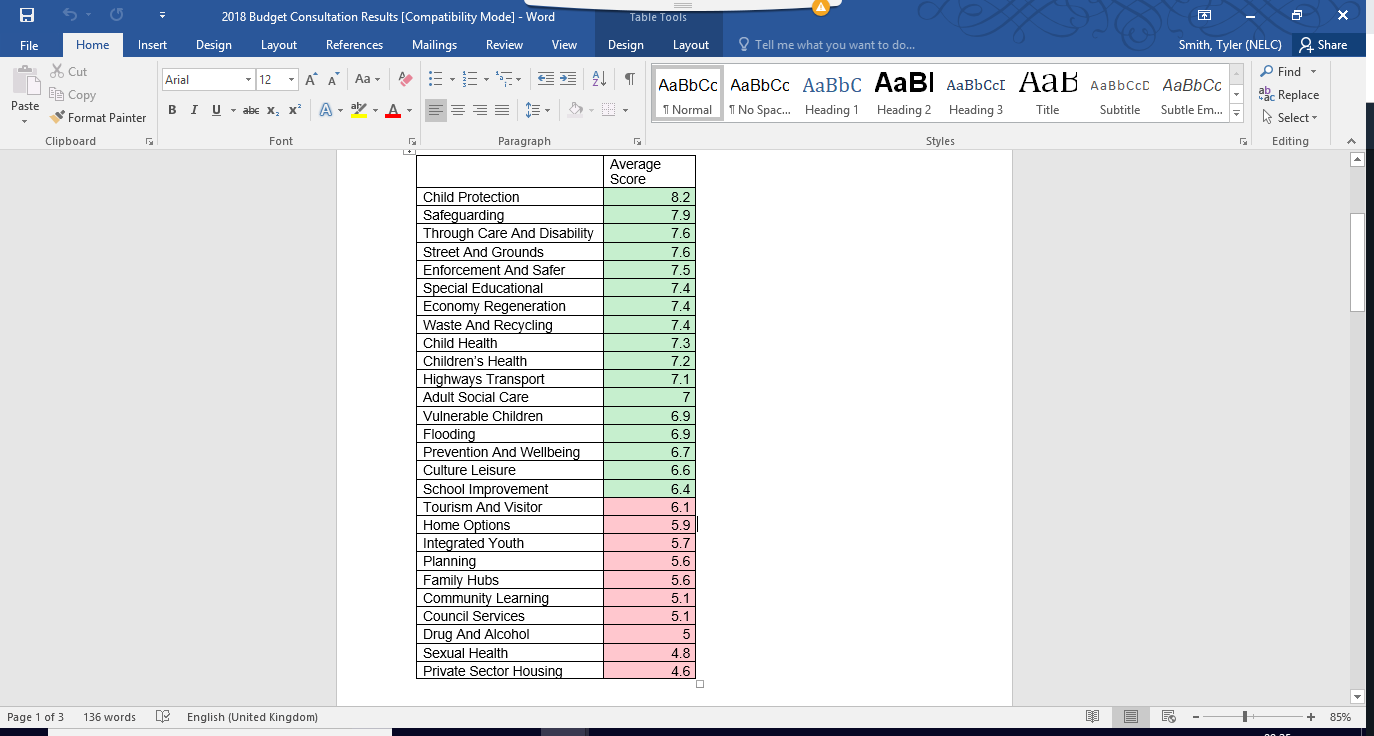 2018 Budget Consultation Results [Compatibility Mode] - Word
Table Tools
File Home Insert Design Layout References Mailings Review View Design Layout Tell me what you want to do... Smith, Tyler (NELC) Share
Paste
Cut
Copy
Format Painter
Clipboard
Arial 12
Font
Paragraph
AaBbCc AaBbCc AaBbC AaBl AaBbCcI AaB AaBbCcD AaBbCc
¶ Normal ¶ No Spac... Heading 1 Heading 2 Heading 3 Title Subtitle Subtle Em...
Styles
Find
Replace
Select
Editing
Average
Score
Child Protection 8.2
Safeguarding 7.9
Through Care And Disability 7.6
Street And Grounds 7.6
Enforcement And Safer 7.5
Special Educational 7.4
Economy Regeneration 7.4
Waste And Recycling 7.4
Child Health 7.3
Children's Health 7.2
Highways Transport 7.1
Adult Social Care 7
Vulnerable Children 6.9
Flooding 6.9
Prevention And Wellbeing 6.7
Culture Leisure 6.6
School Improvement 6.4
Tourism And Visitor 6.1
Home Options 5.9
Integrated Youth 5.7
Planning 5.6
Family Hubs 5.6
Community Learning 5.1
Council Services 5.1
Drug And Alcohol 5
Sexual Health 4.8
Private Sector Housing 4.6
Page 1 of 3 136 words English (United Kingdom) 85%